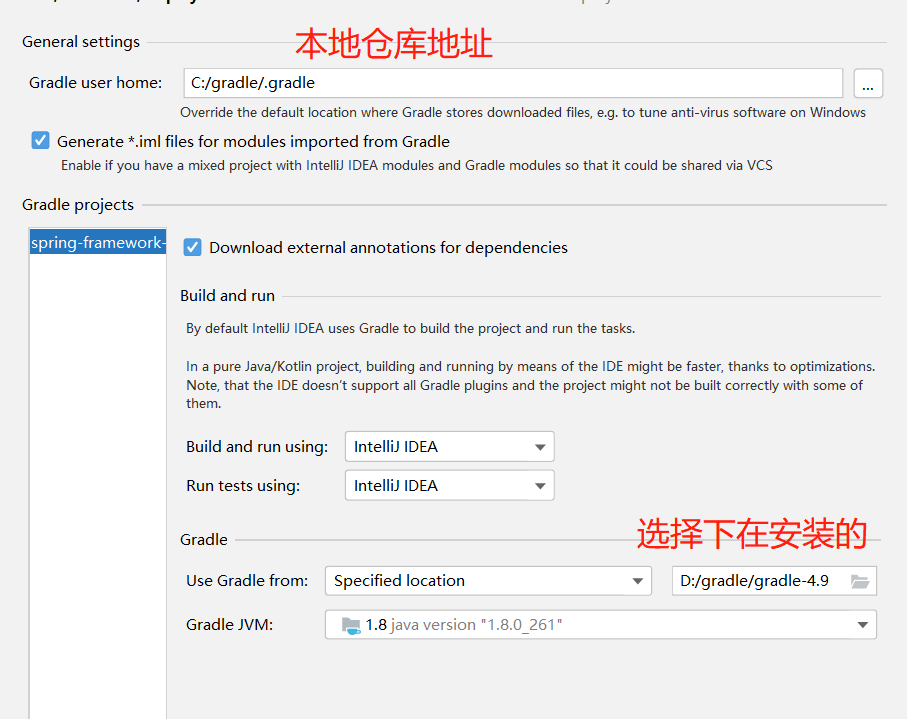 General settings
本地仓库地址
Gradle user home:
C:/gradle/.gradle
...
Override the default location where Gradle stores downloaded files, e.g. to tune anti-virus software on Windows
Generate *.iml files for modules imported from Gradle
Enable if you have a mixed project with IntelliJ IDEA modules and Gradle modules so that it could be shared via VCS
Gradle projects
spring-framework-
Download external annotations for dependencies
Build and run
By default IntelliJ IDEA uses Gradle to build the project and run the tasks.
In a pure Java/Kotlin project, building and running by means of the IDE might be faster, thanks to optimizations.
Note, that the IDE doesn't support all Gradle plugins and the project might not be built correctly with some of
them.
Build and run using: IntelliJ IDEA
Run tests using: IntelliJ IDEA
选择下在安装的
Gradle
Use Gradle from: Specified location D:/gradle/gradle-4.9
Gradle JVM: 1.8 java version "1.8.0_261"